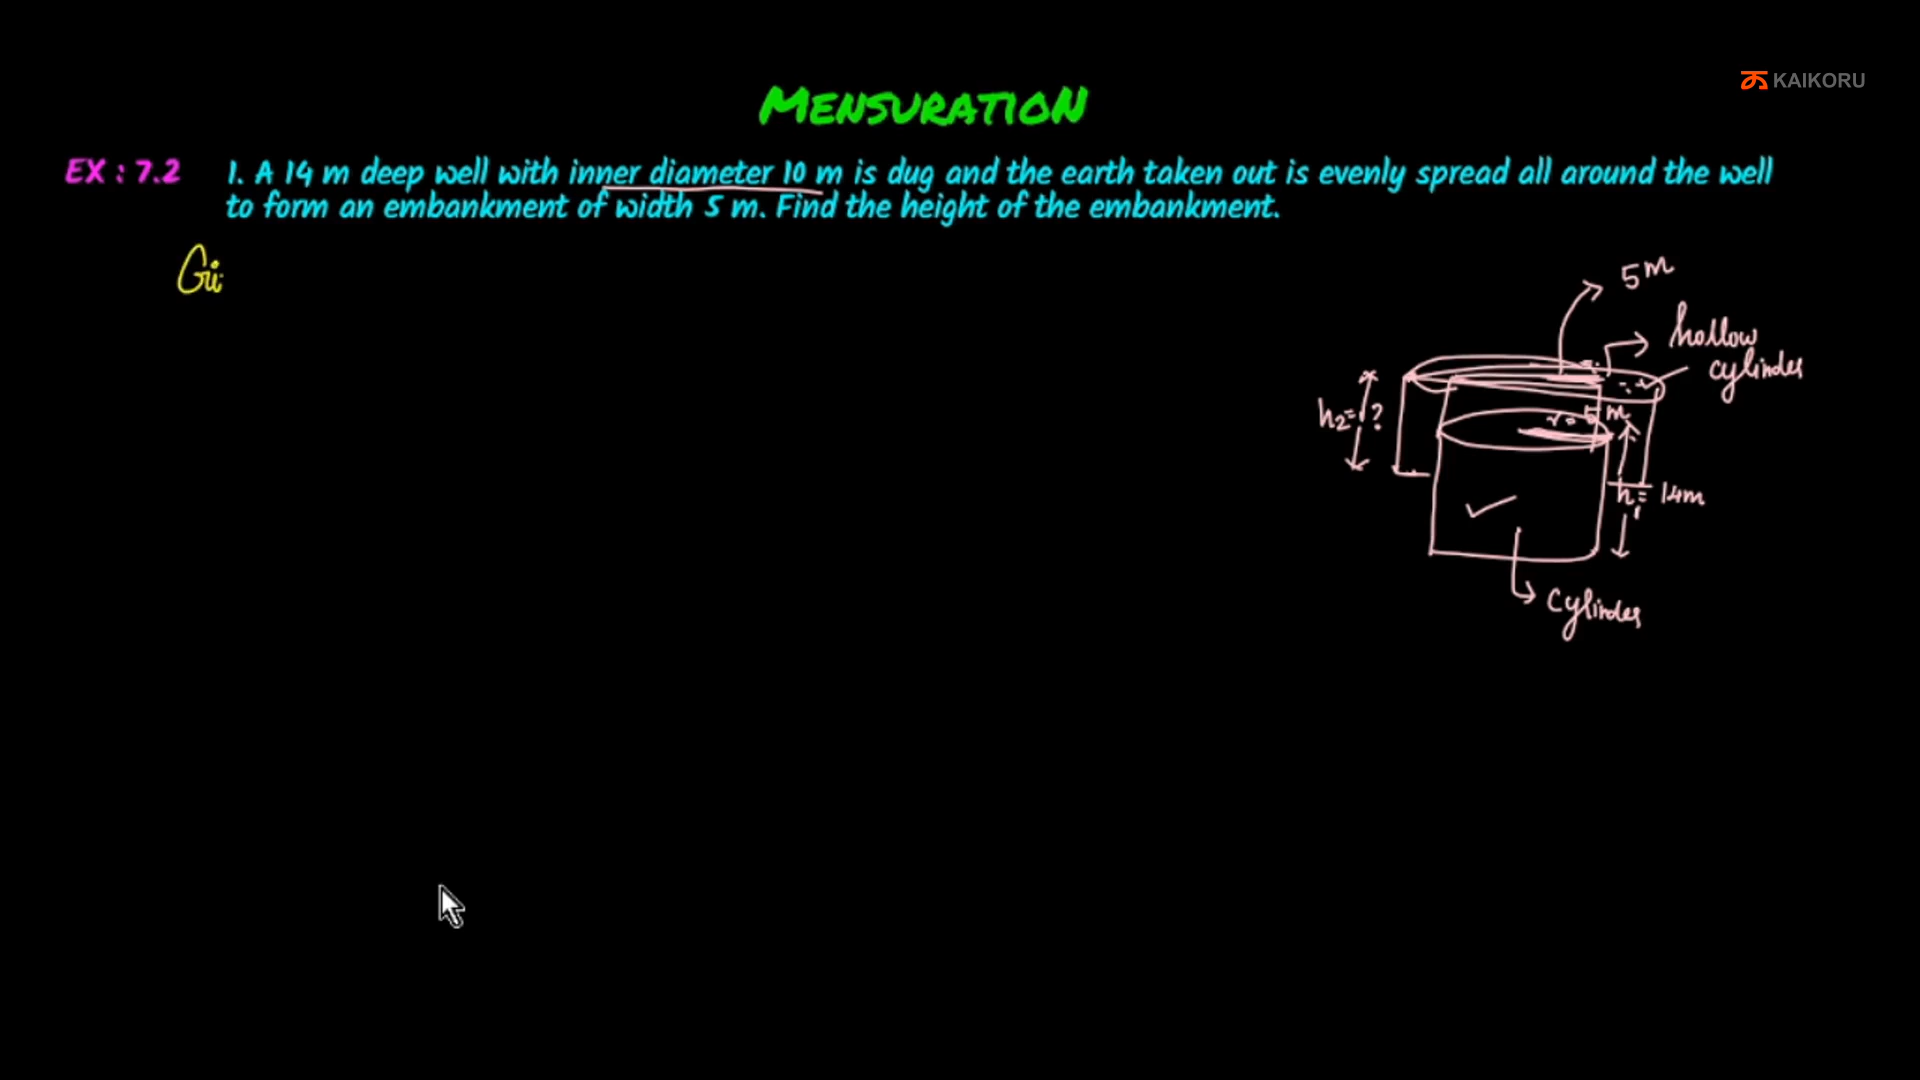 KAIKORU
MENSURATION
EX : 7.2 1. A 14 m deep well with inner diameter 10 m is dug and the earth taken out is evenly spread all around the well
to form an embankment of width 5 m. Find the height of the embankment.
Gi
5 m
hollow
cylinder
h₂ = ?
r = 5 m
h₁ = 14m
Cylinder